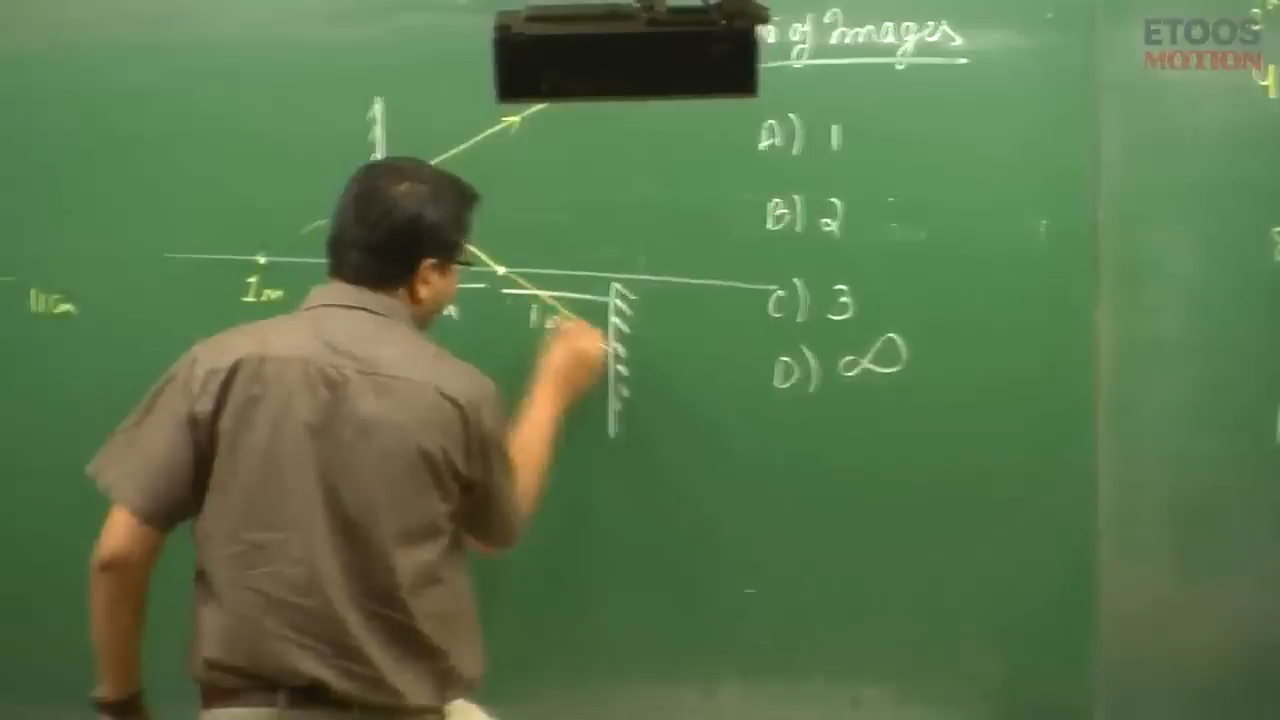 ETOOS
MOTION
of Images
A) 1
B) 2
C) 3
D) ∞
1m